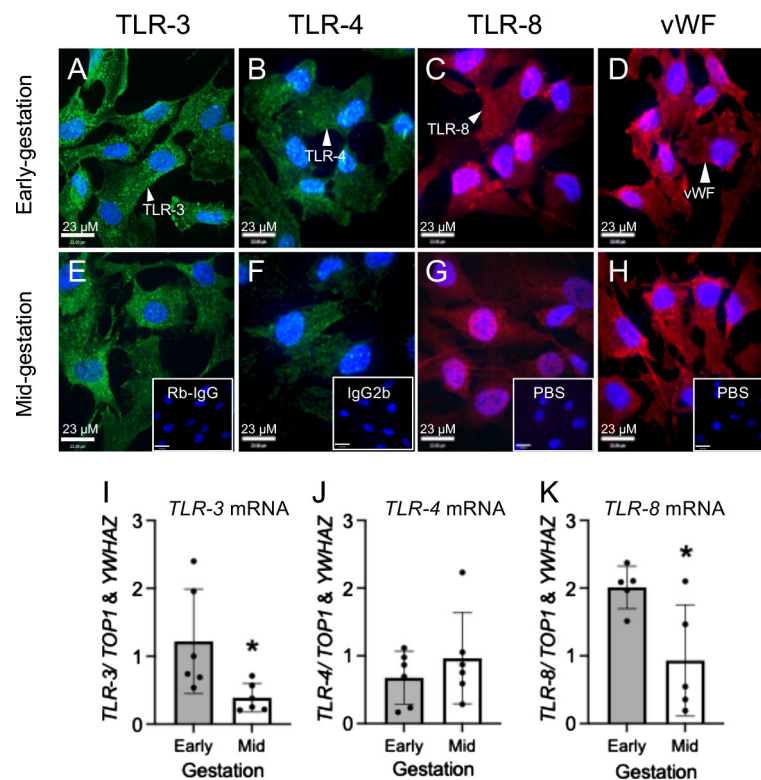 TLR-3 TLR-4 TLR-8 vWF
Early-gestation
A B C D
TLR-3
TLR-4
TLR-8
vWF
23 µM 23 µM 23 µM 23 µM
Mid-gestation
E F G H
Rb-IgG IgG2b PBS PBS
23 µM 23 µM 23 µM 23 µM
I TLR-3 mRNA
TLR-3/ TOP1 & YWHAZ
3
2
1
0
*
Early Mid
Gestation
J TLR-4 mRNA
TLR-4/ TOP1 & YWHAZ
3
2
1
0
Early Mid
Gestation
K TLR-8 mRNA
TLR-8/ TOP1 & YWHAZ
3
2
1
0
*
Early Mid
Gestation